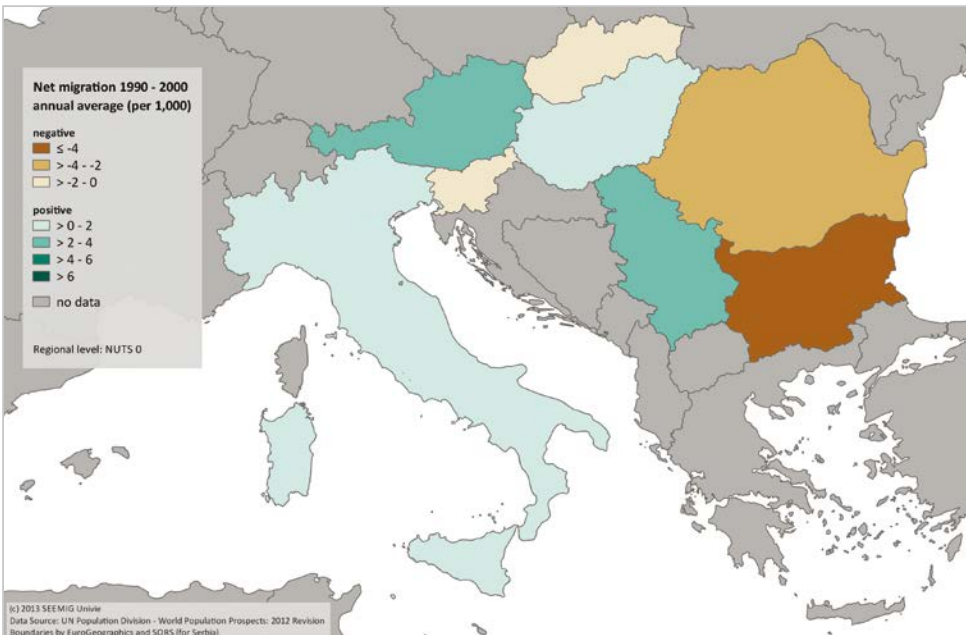 Net migration 1990 - 2000
annual average (per 1,000)
negative
≤ -4
> -4 - -2
> -2 - 0
positive
> 0 - 2
> 2 - 4
> 4 - 6
> 6
no data
Regional level: NUTS 0
(c) 2013 SEEMIG Univie
Data Source: UN Population Division - World Population Prospects: 2012 Revision
Boundaries by EuroGeographics and SORS (for Serbia)